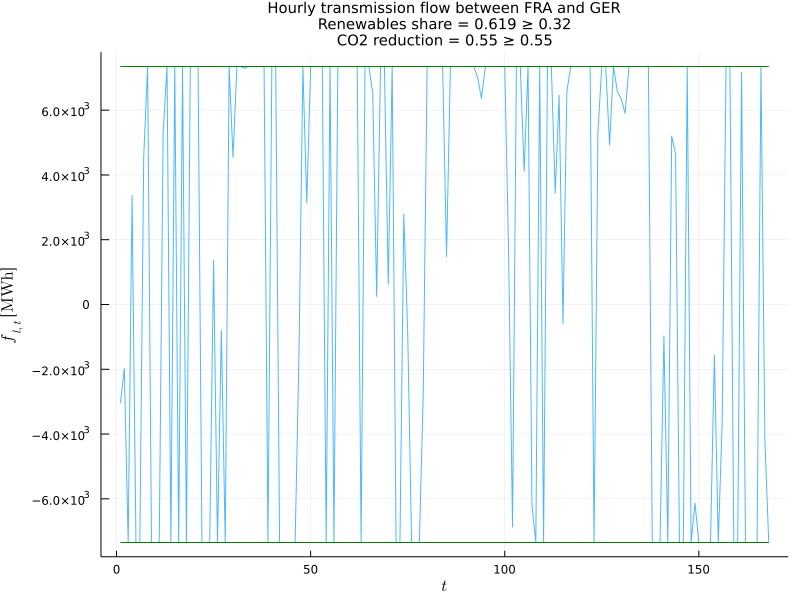 Hourly transmission flow between FRA and GER
Renewables share = 0.619 ≥ 0.32
CO2 reduction = 0.55 ≥ 0.55
6.0×10³
4.0×10³
2.0×10³
0
−2.0×10³
−4.0×10³
−6.0×10³
f_{l,t} [MWh]
0 50 100 150
t